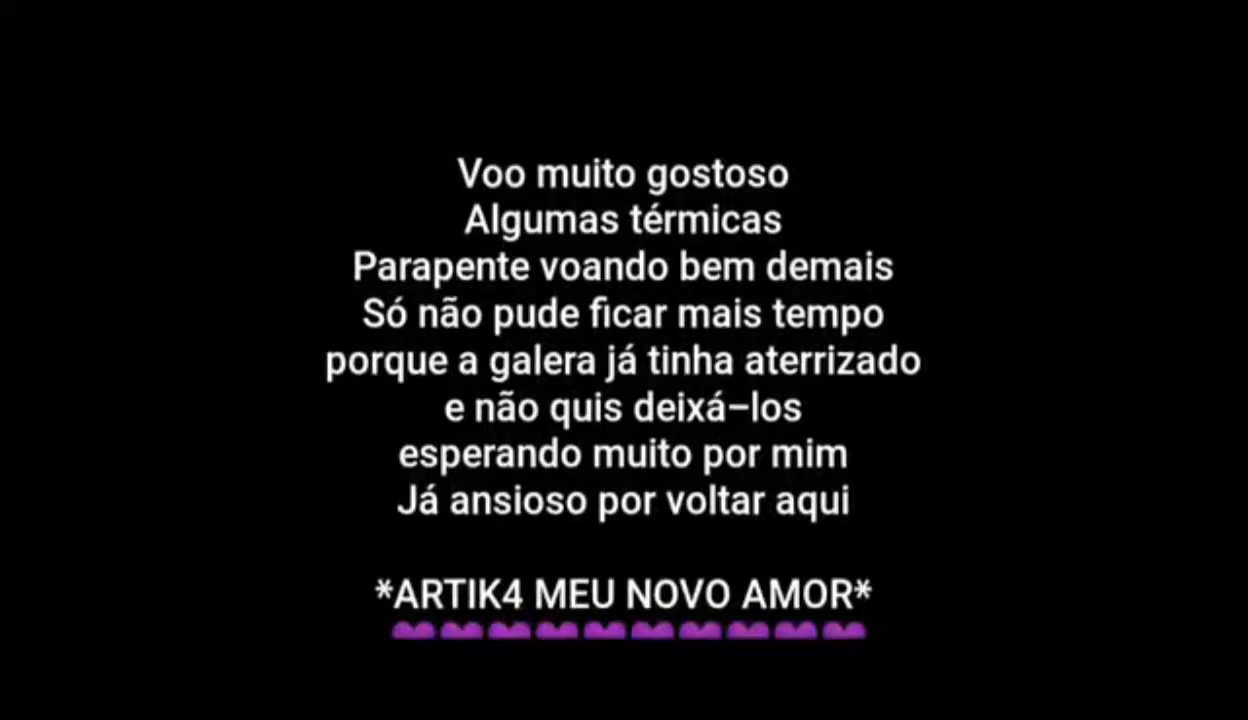 Voo muito gostoso
Algumas térmicas
Parapente voando bem demais
Só não pude ficar mais tempo
porque a galera já tinha aterrizado
e não quis deixá–los
esperando muito por mim
Já ansioso por voltar aqui
*ARTIK4 MEU NOVO AMOR*
💜💜💜💜💜💜💜💜💜💜